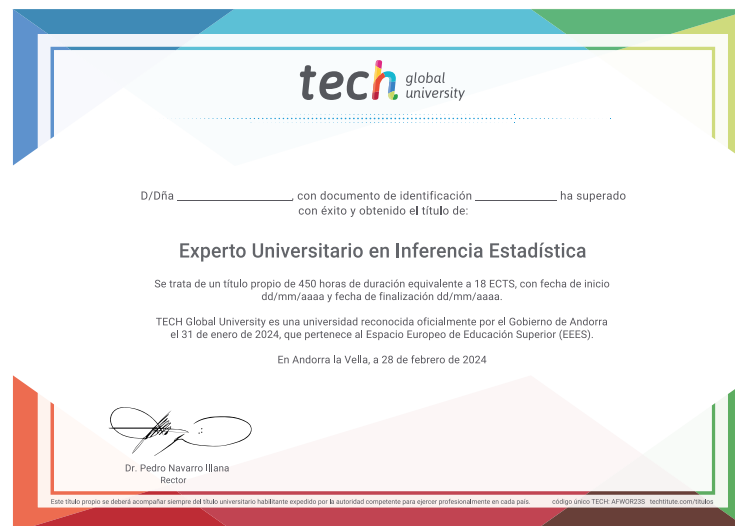 tech global university
D/Dña ____________________, con documento de identificación ______________ ha superado
con éxito y obtenido el título de:
Experto Universitario en Inferencia Estadística
Se trata de un título propio de 450 horas de duración equivalente a 18 ECTS, con fecha de inicio
dd/mm/aaaa y fecha de finalización dd/mm/aaaa.
TECH Global University es una universidad reconocida oficialmente por el Gobierno de Andorra
el 31 de enero de 2024, que pertenece al Espacio Europeo de Educación Superior (EEES).
En Andorra la Vella, a 28 de febrero de 2024
Dr. Pedro Navarro Illana
Rector
Este título propio se deberá acompañar siempre del título universitario habilitante expedido por la autoridad competente para ejercer profesionalmente en cada país. código único TECH: AFWOR23S techtitute.com/titulos